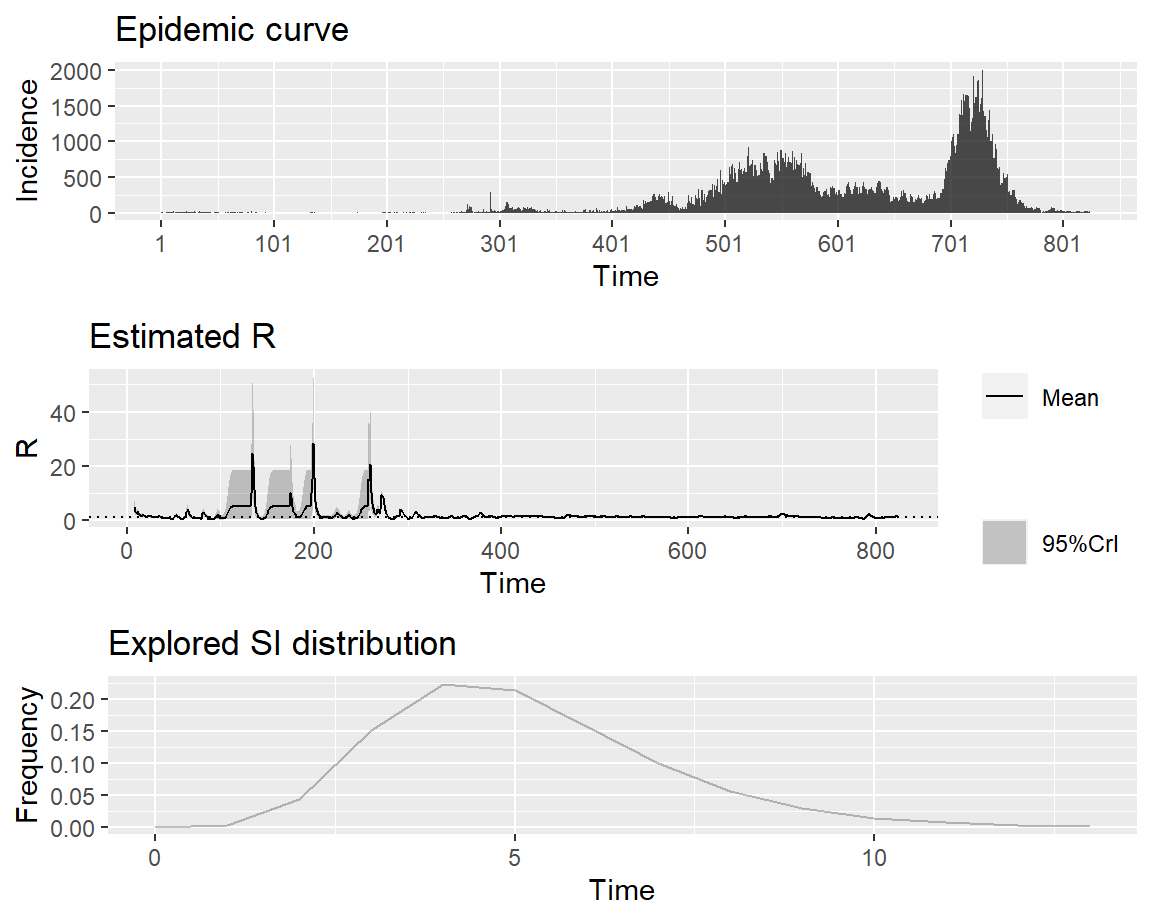 Epidemic curve
Incidence
2000
1500
1000
500
0
1 101 201 301 401 501 601 701 801
Time
Estimated R
R
40
20
0
0 200 400 600 800
Time
Mean
95%CrI
Explored SI distribution
Frequency
0.20
0.15
0.10
0.05
0.00
0 5 10
Time